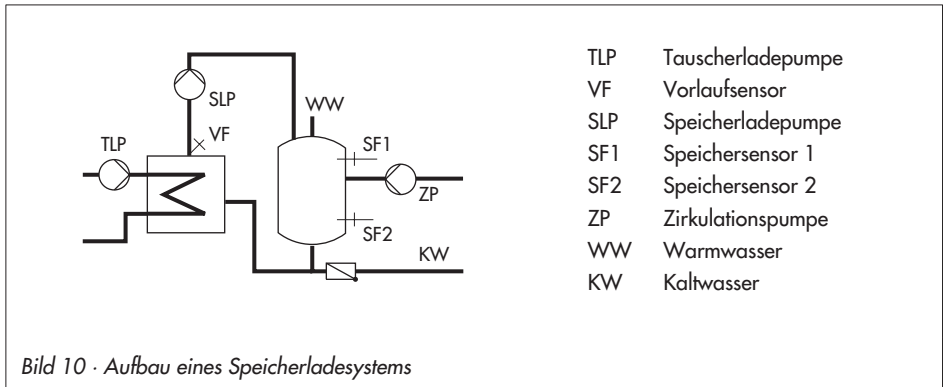 WW
SLP
VF
TLP
SF1
ZP
SF2
KW
TLP Tauscherladepumpe
VF Vorlaufsensor
SLP Speicherladepumpe
SF1 Speichersensor 1
SF2 Speichersensor 2
ZP Zirkulationspumpe
WW Warmwasser
KW Kaltwasser
Bild 10 · Aufbau eines Speicherladesystems